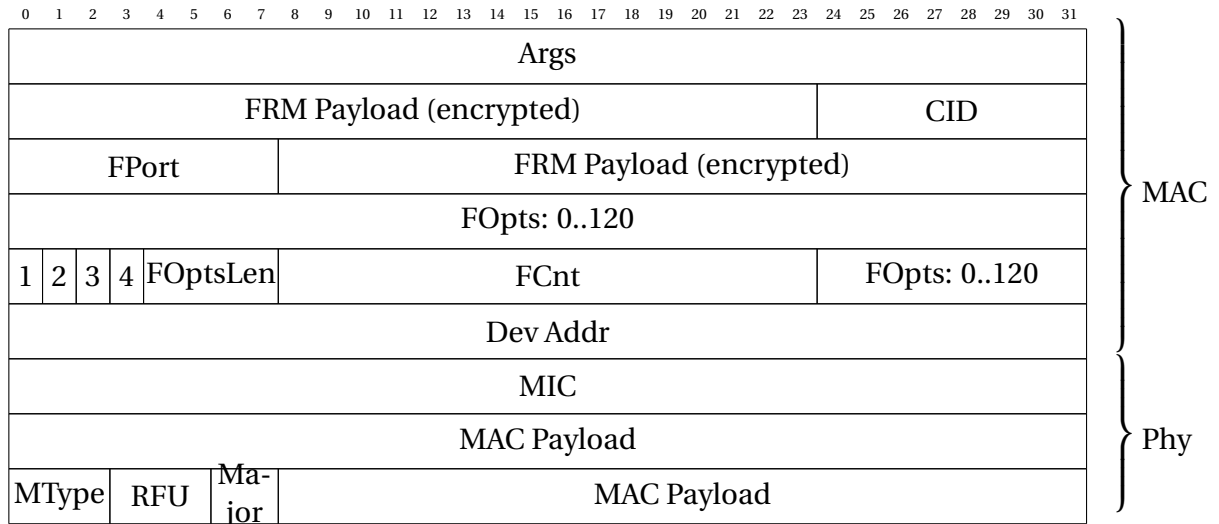 0 1 2 3 4 5 6 7 8 9 10 11 12 13 14 15 16 17 18 19 20 21 22 23 24 25 26 27 28 29 30 31
Args
FRM Payload (encrypted) CID
FPort FRM Payload (encrypted)
MAC
FOpts: 0..120
1 2 3 4 FOptsLen FCnt FOpts: 0..120
Dev Addr
MIC
MAC Payload
Phy
MType RFU Ma-
jor MAC Payload